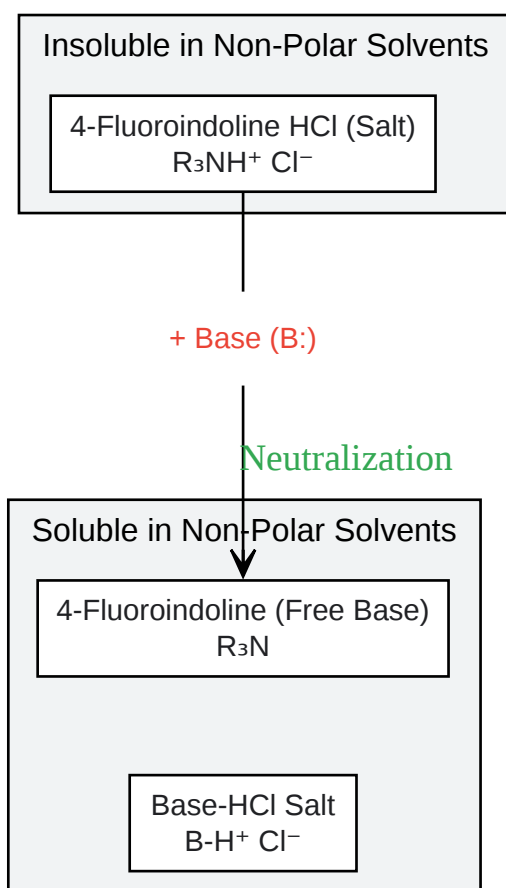 Insoluble in Non-Polar Solvents
4-Fluoroindoline HCl (Salt)
R₃NH⁺ Cl⁻
+ Base (B:)
Neutralization
Soluble in Non-Polar Solvents
4-Fluoroindoline (Free Base)
R₃N
Base-HCl Salt
B-H⁺ Cl⁻